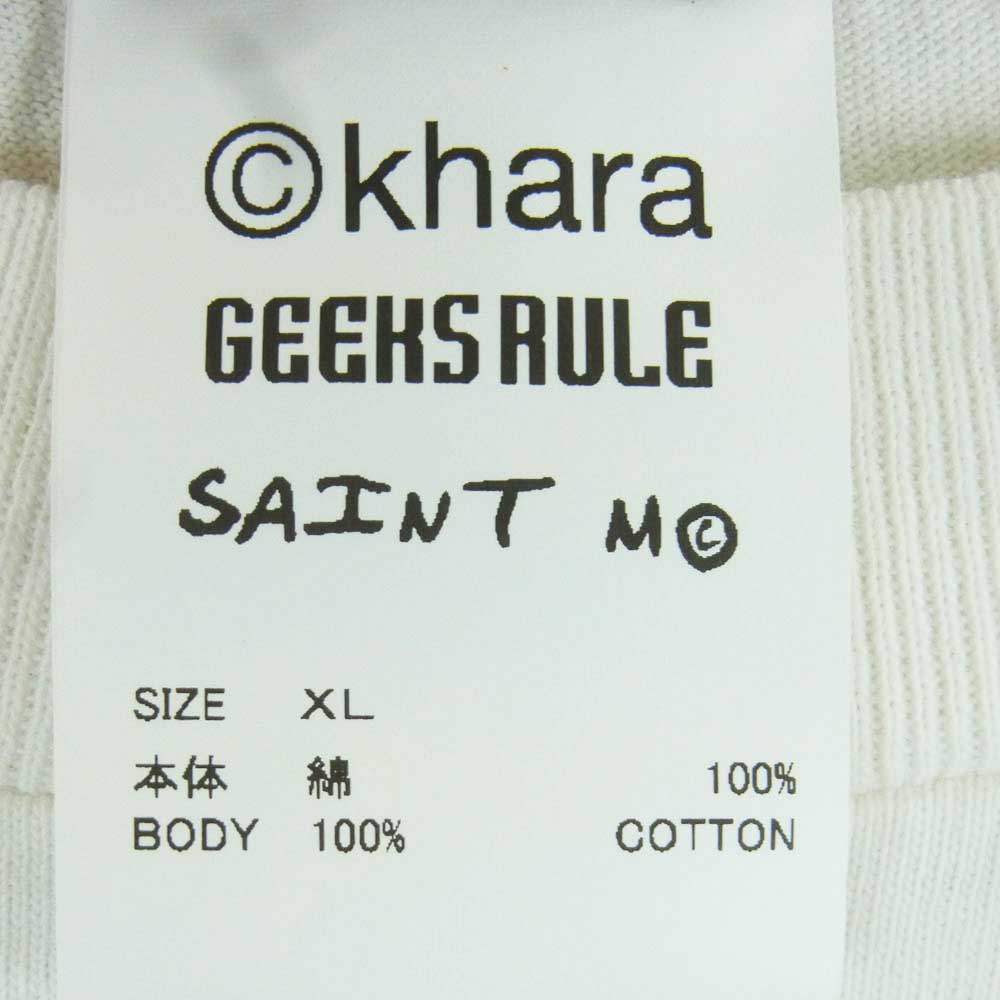 ©khara
GEEKS RULE
SAINT M©
SIZE XL
本体 綿 100%
BODY 100% COTTON